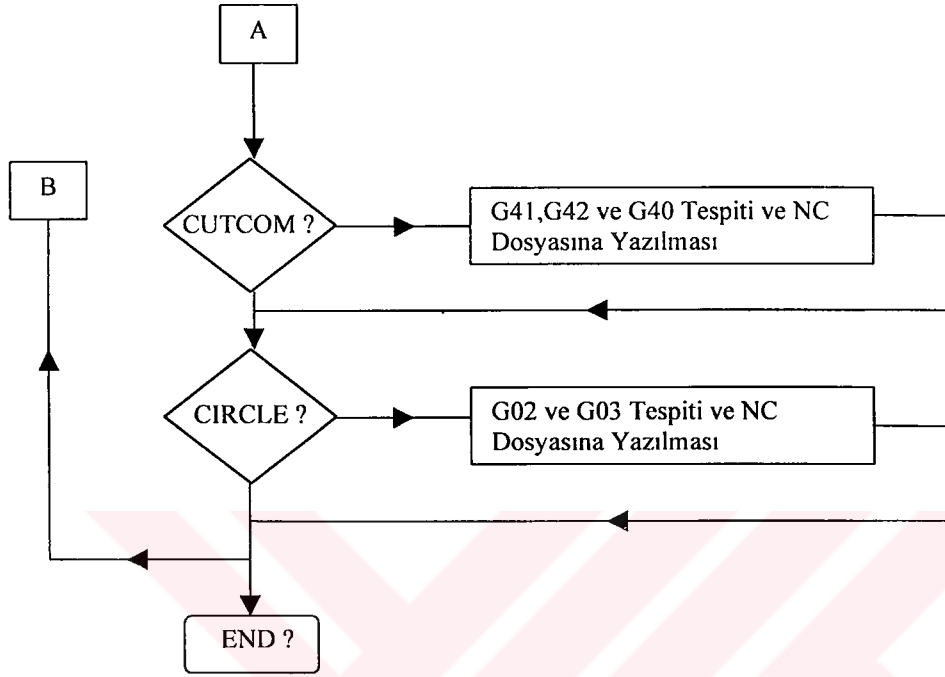 A
B
CUTCOM ?
G41,G42 ve G40 Tespiti ve NC
Dosyasına Yazılması
CIRCLE ?
G02 ve G03 Tespiti ve NC
Dosyasına Yazılması
END ?